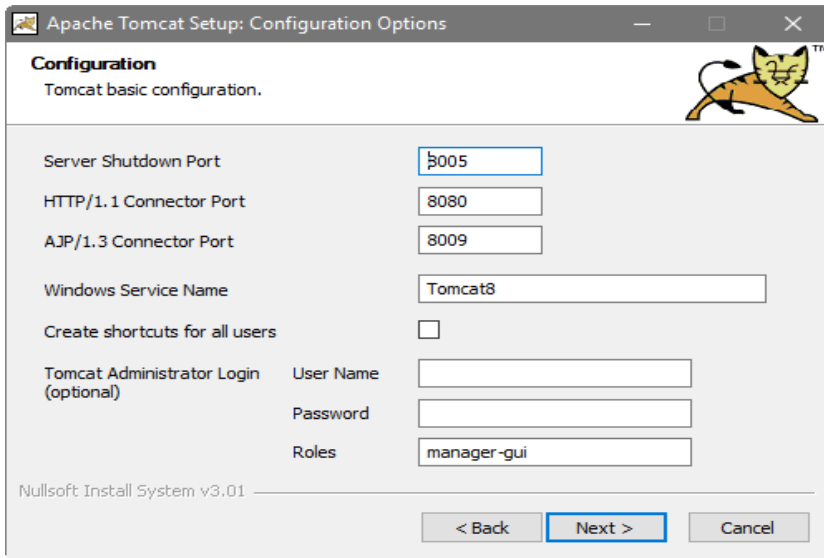 Apache Tomcat Setup: Configuration Options
Configuration
Tomcat basic configuration.
TM
Server Shutdown Port 8005
HTTP/1.1 Connector Port 8080
AJP/1.3 Connector Port 8009
Windows Service Name Tomcat8
Create shortcuts for all users
Tomcat Administrator Login (optional) User Name
Password
Roles manager-gui
Nullsoft Install System v3.01
< Back Next > Cancel